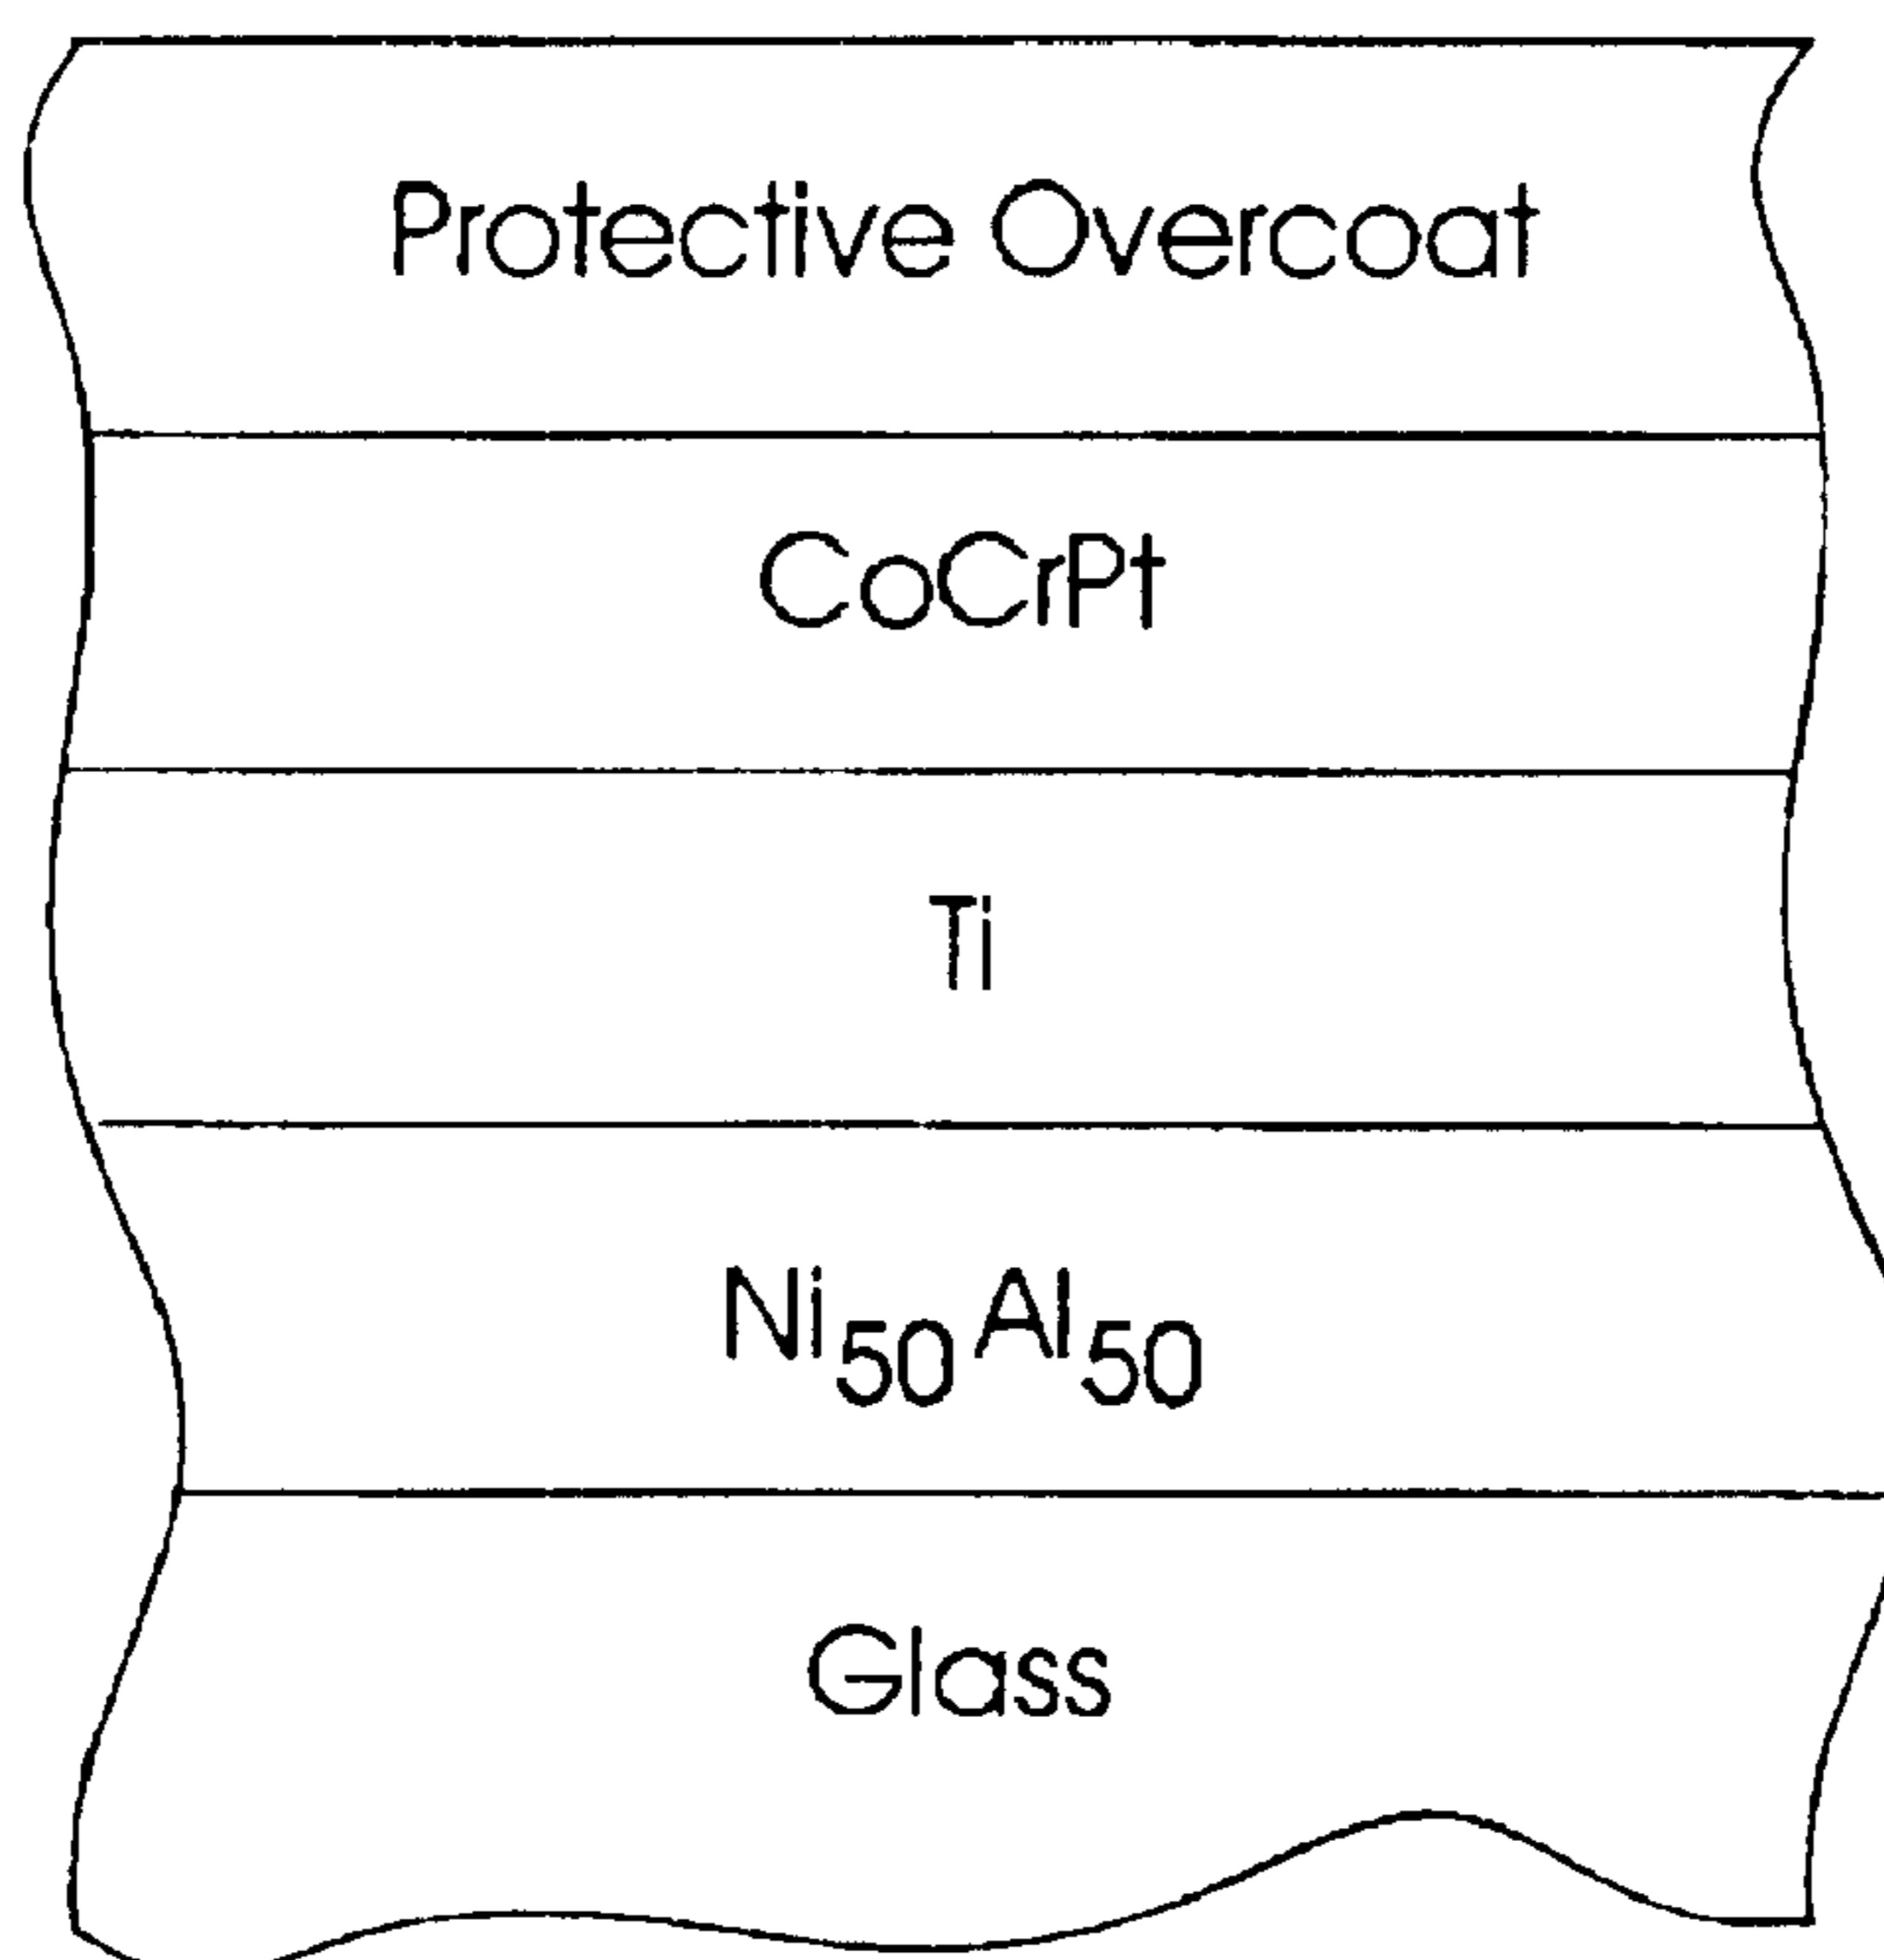 Protective Overcoat
CoCrPt
Ti
Ni₅₀Al₅₀
Glass